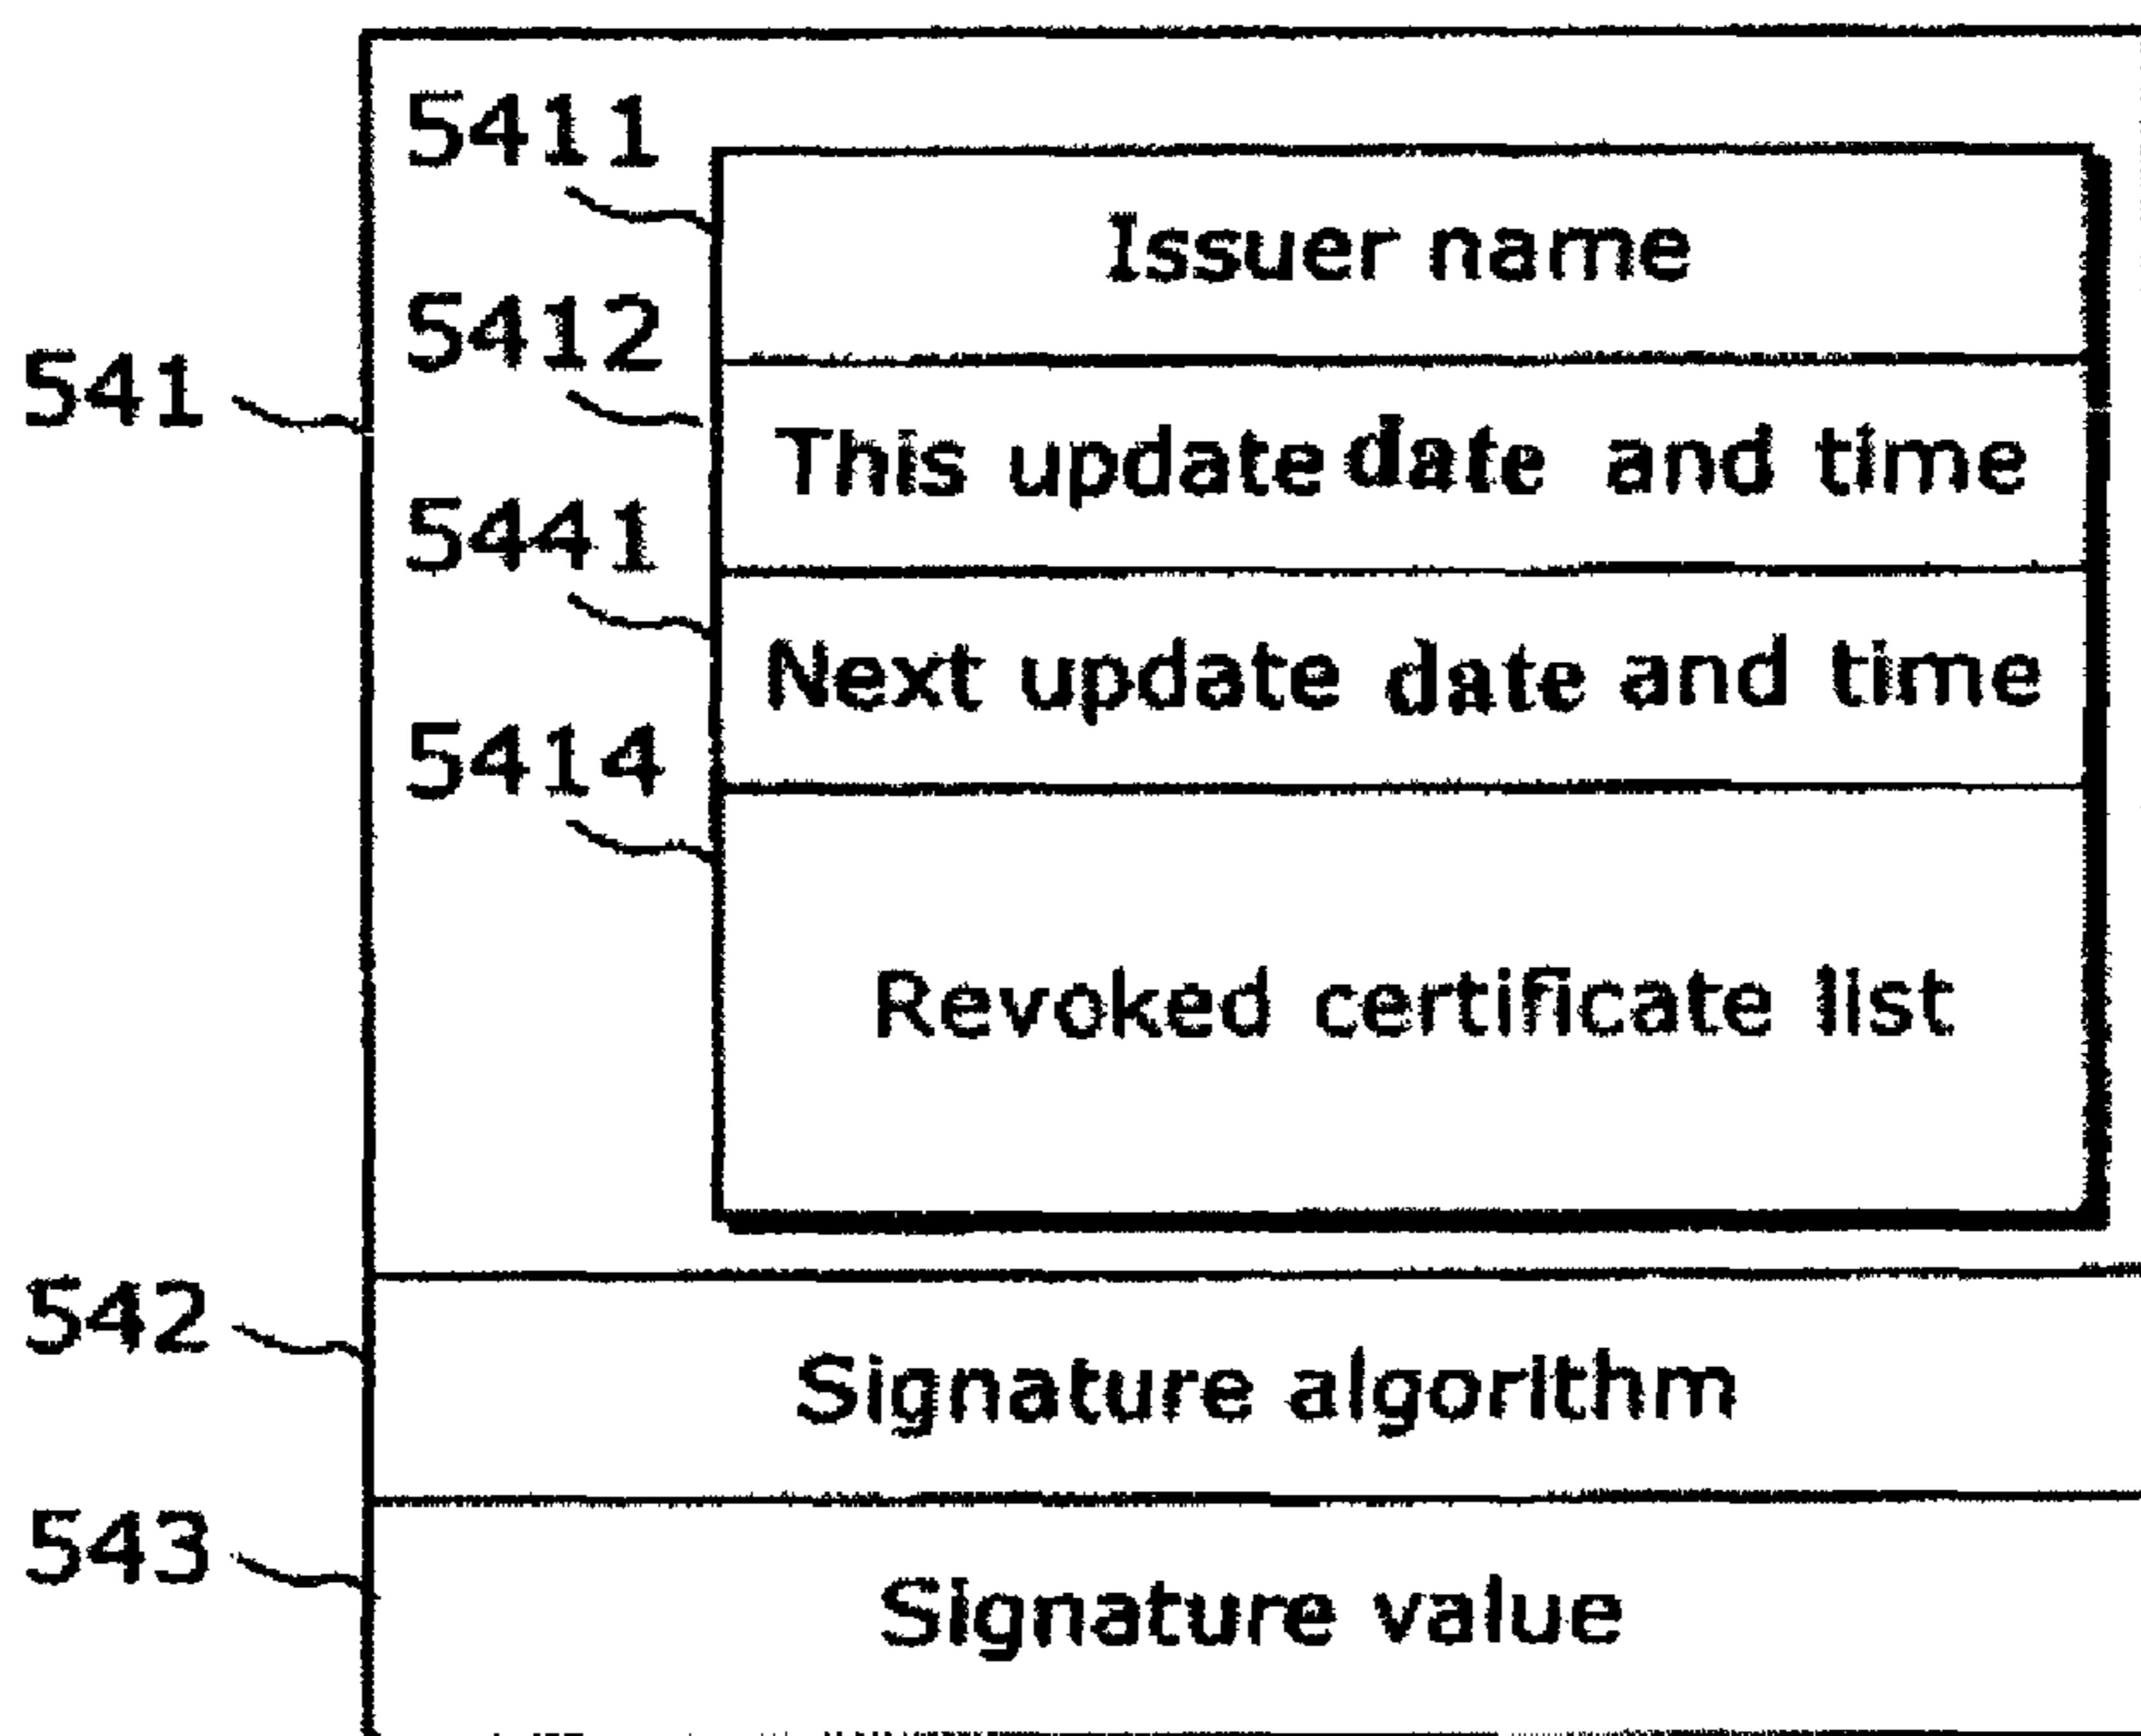 5411
Issuer name
5412
541
This update date and time
5441
Next update date and time
5414
Revoked certificate list
542
Signature algorithm
543
Signature value